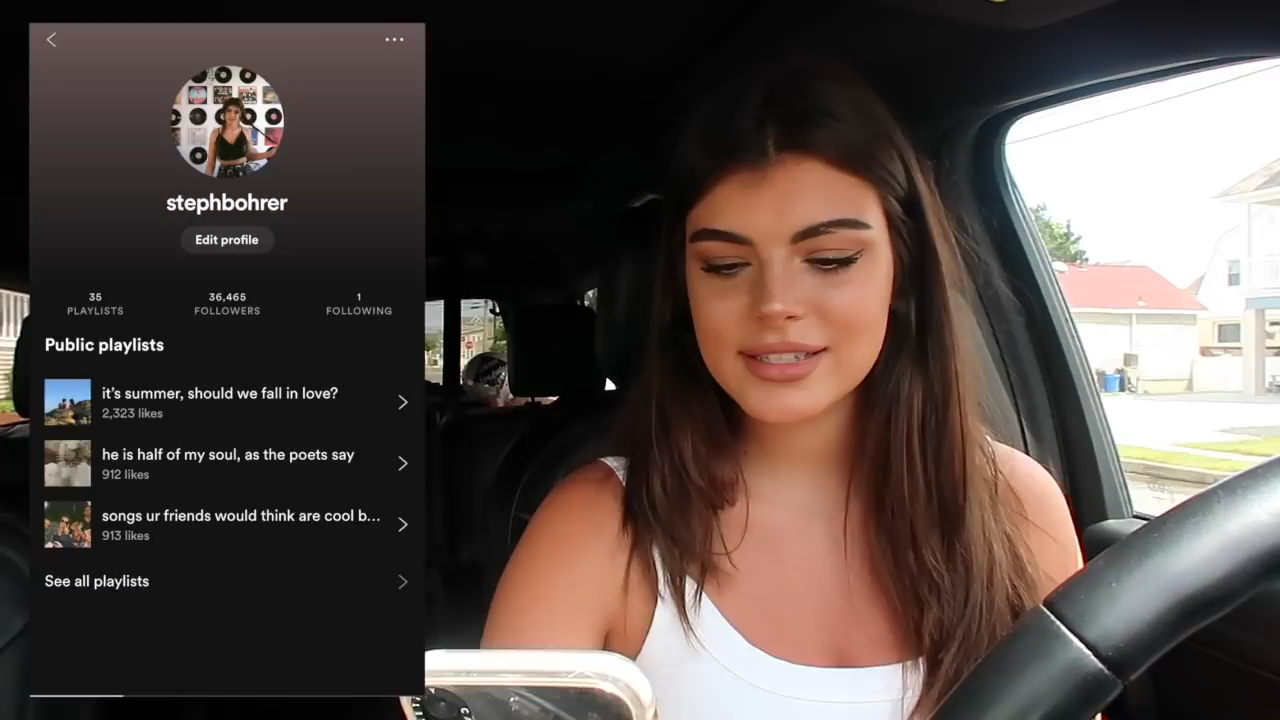 stephbohrer
Edit profile
35
PLAYLISTS
36,465
FOLLOWERS
1
FOLLOWING
Public playlists
it's summer, should we fall in love?
2,323 likes
he is half of my soul, as the poets say
912 likes
songs ur friends would think are cool b...
913 likes
See all playlists